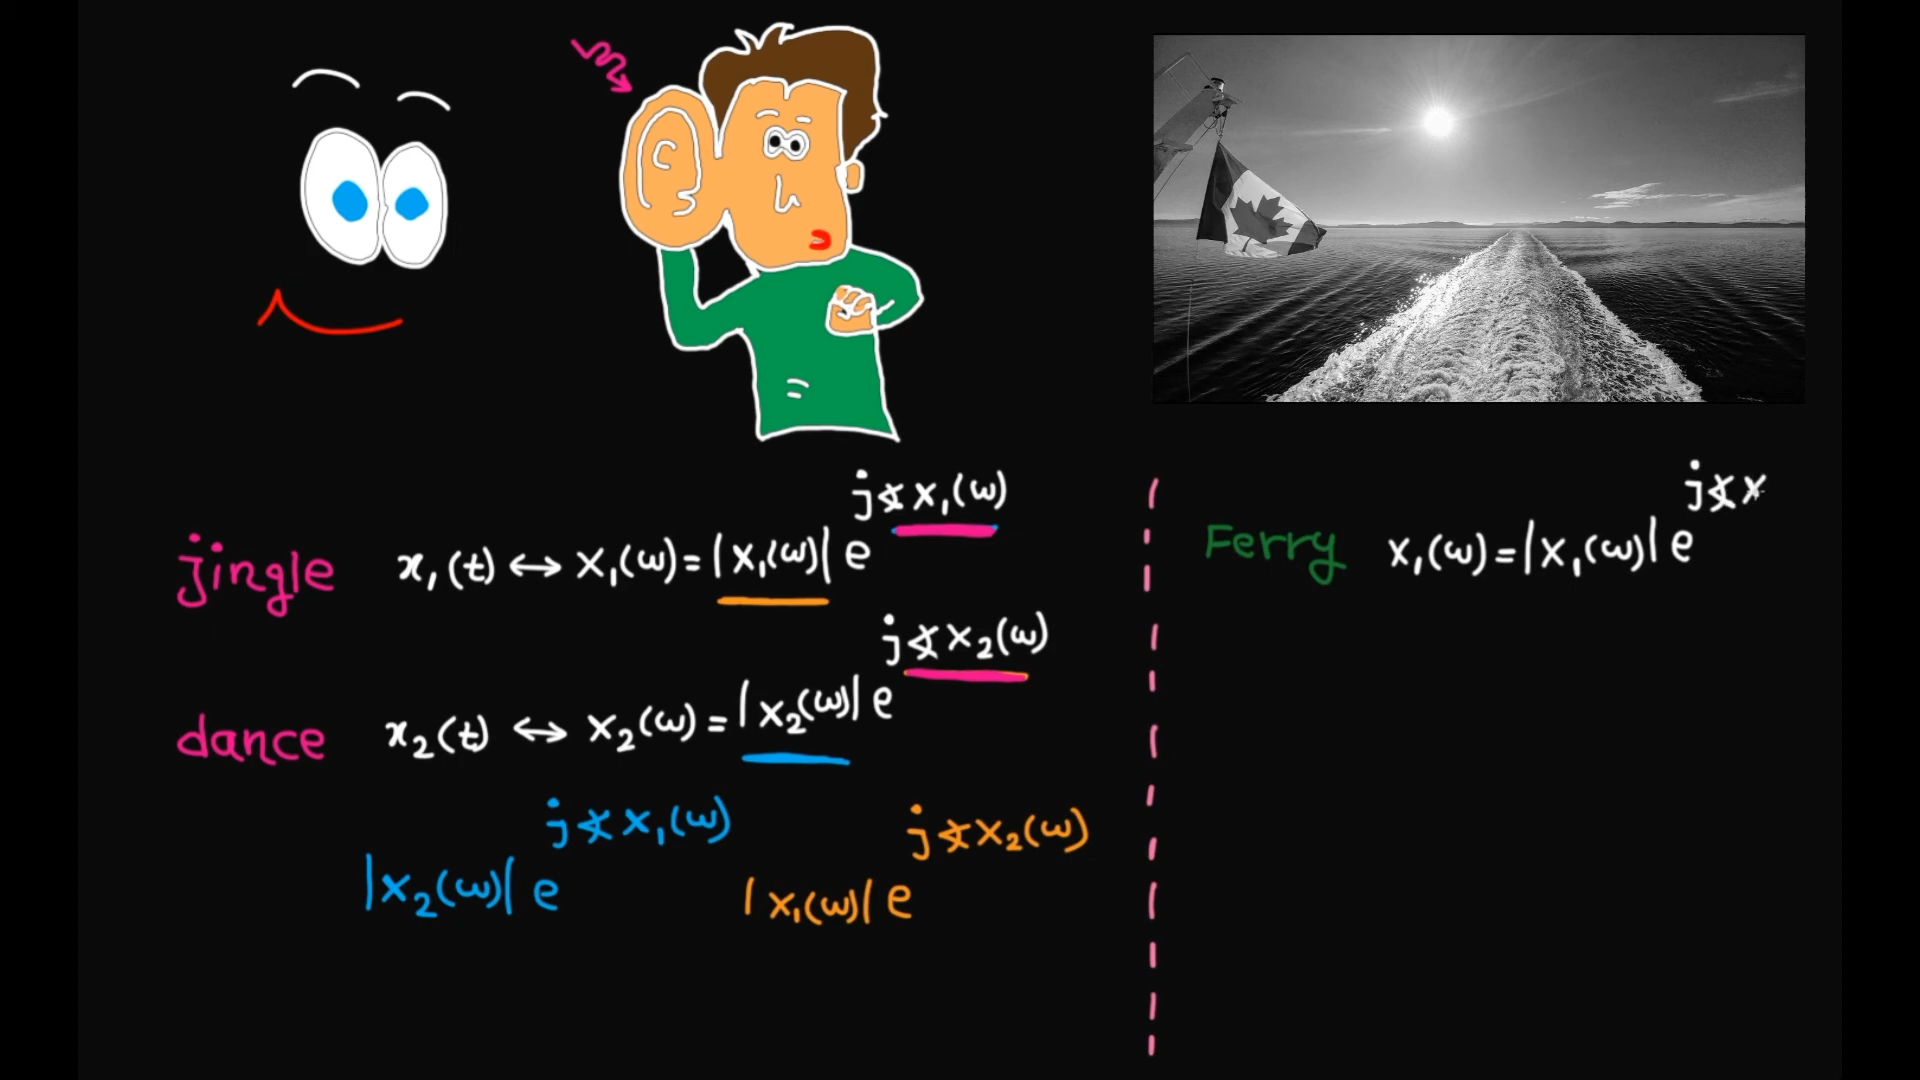 jingle x₁(t) ↔ X₁(ω) = |X₁(ω)| e^{j∢X₁(ω)}
dance x₂(t) ↔ X₂(ω) = |X₂(ω)| e^{j∢X₂(ω)}
|X₂(ω)| e^{j∢X₁(ω)} |X₁(ω)| e^{j∢X₂(ω)}
Ferry X₁(ω) = |X₁(ω)| e^{j∢X}